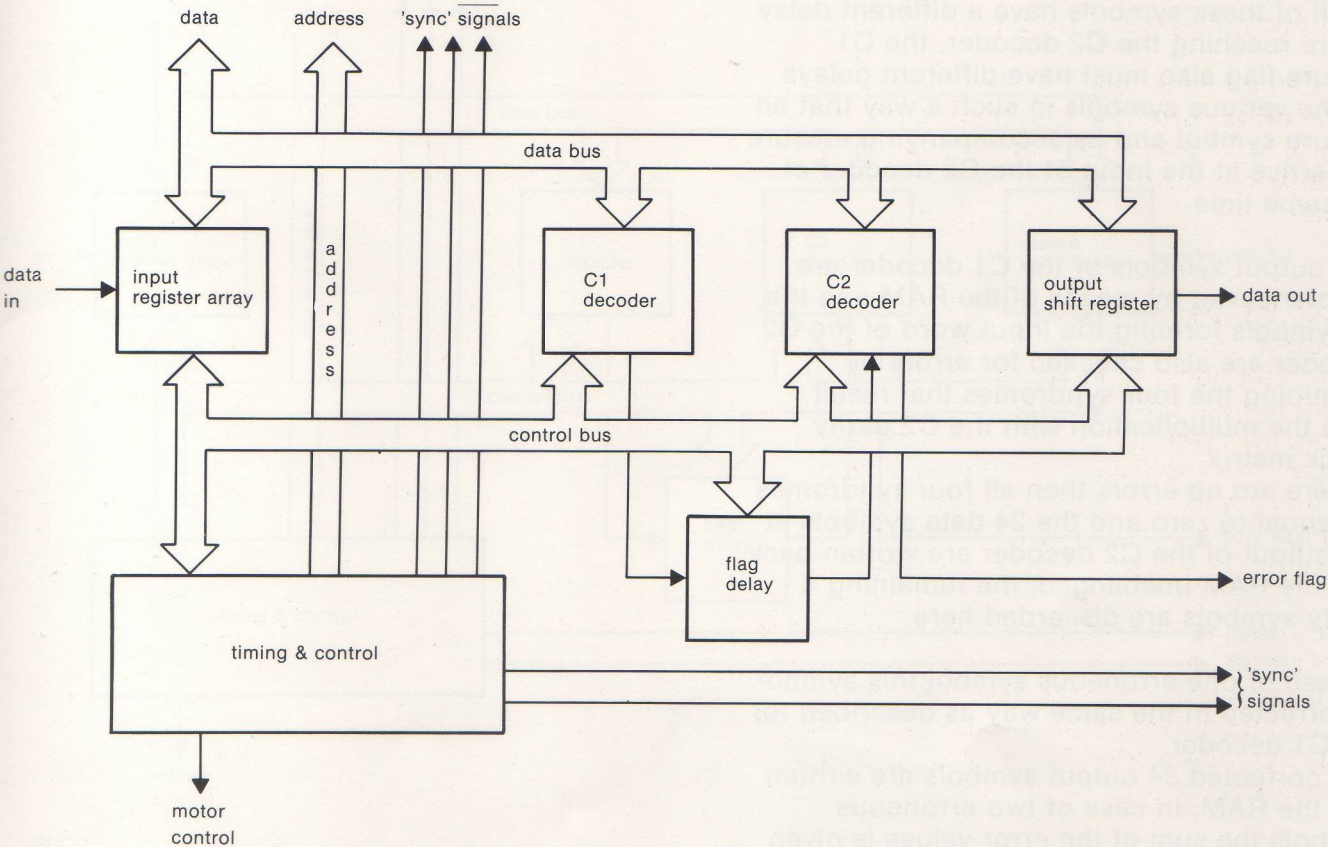 data
address
'sync' signals
data bus
data
in
input
register array
address
C1
decoder
C2
decoder
output
shift register
data out
control bus
flag
delay
error flag
timing & control
'sync'
signals
motor
control